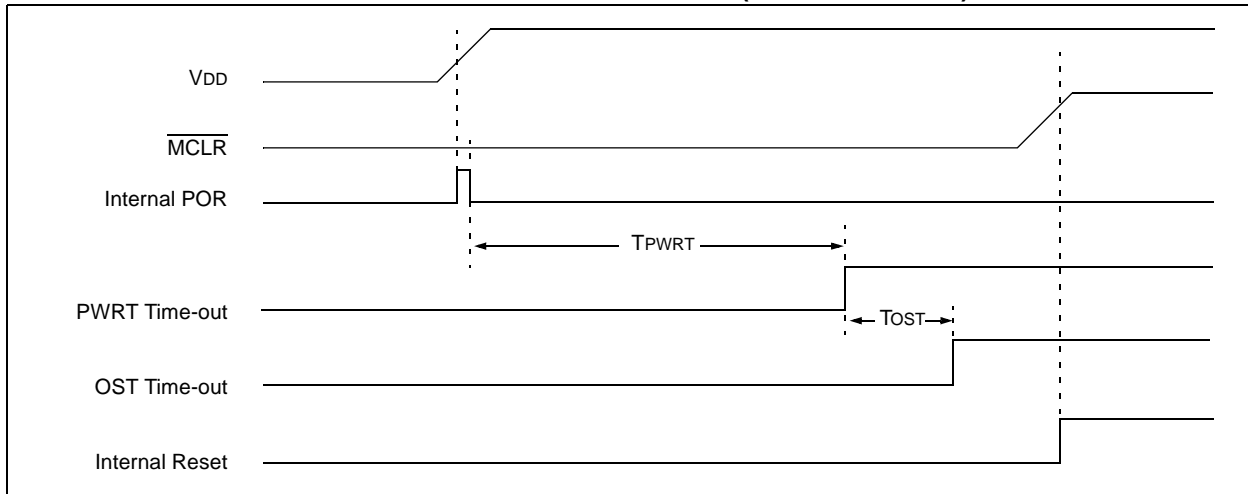 VDD
MCLR
Internal POR
TPWRT
PWRT Time-out
TOST
OST Time-out
Internal Reset